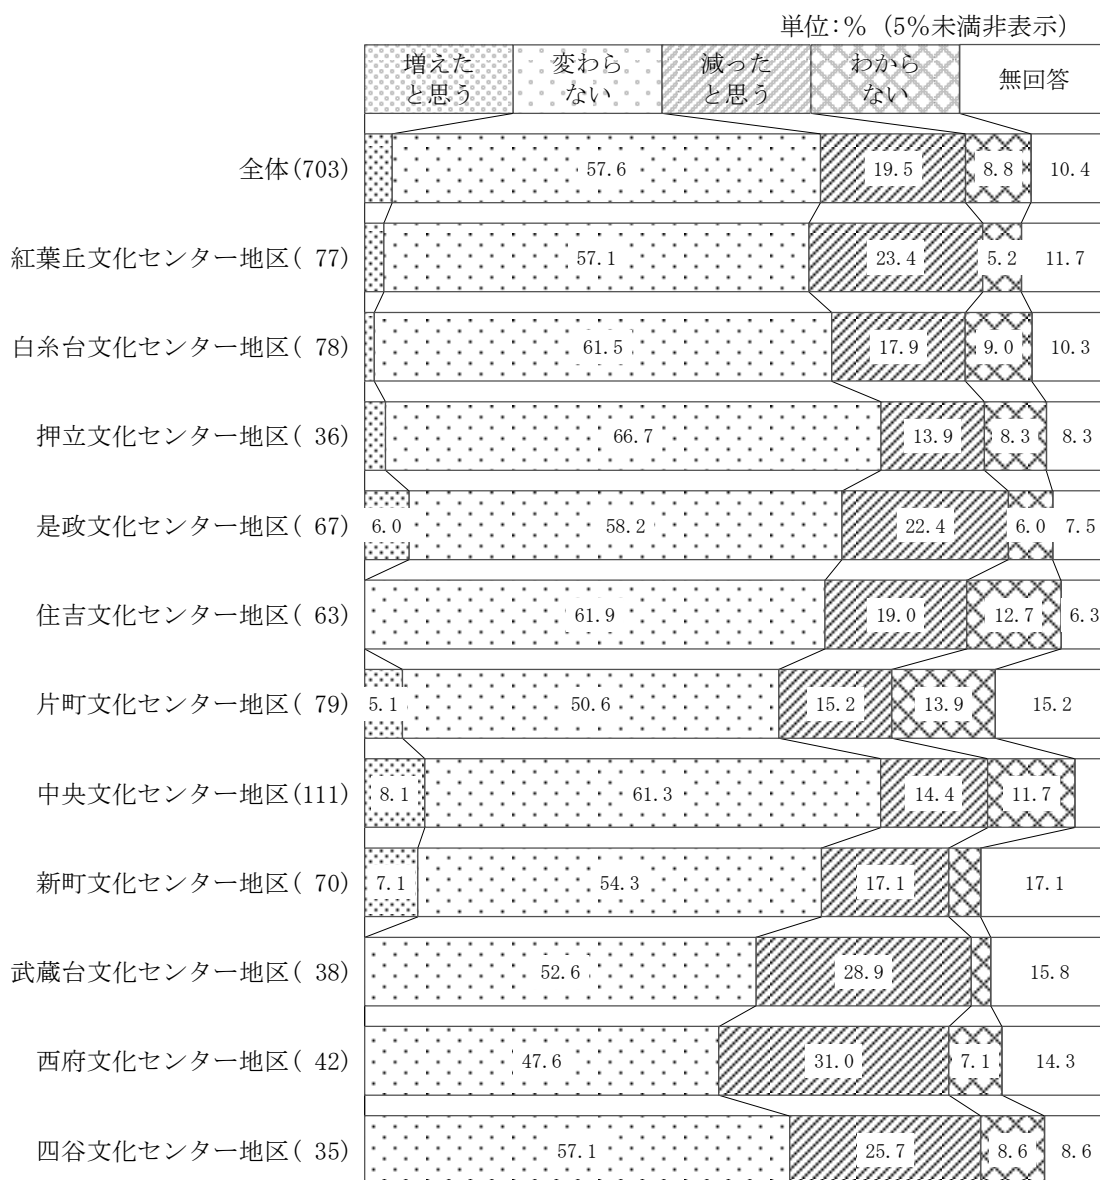 単位:% (5%未満非表示)
増えた
と思う
変わら
ない
減った
と思う
わから
ない
無回答
全体(703) 57.6 19.5 8.8 10.4
紅葉丘文化センター地区( 77) 57.1 23.4 5.2 11.7
白糸台文化センター地区( 78) 61.5 17.9 9.0 10.3
押立文化センター地区( 36) 66.7 13.9 8.3 8.3
是政文化センター地区( 67) 6.0 58.2 22.4 6.0 7.5
住吉文化センター地区( 63) 61.9 19.0 12.7 6.3
片町文化センター地区( 79) 5.1 50.6 15.2 13.9 15.2
中央文化センター地区(111) 8.1 61.3 14.4 11.7
新町文化センター地区( 70) 7.1 54.3 17.1 17.1
武蔵台文化センター地区( 38) 52.6 28.9 15.8
西府文化センター地区( 42) 47.6 31.0 7.1 14.3
四谷文化センター地区( 35) 57.1 25.7 8.6 8.6